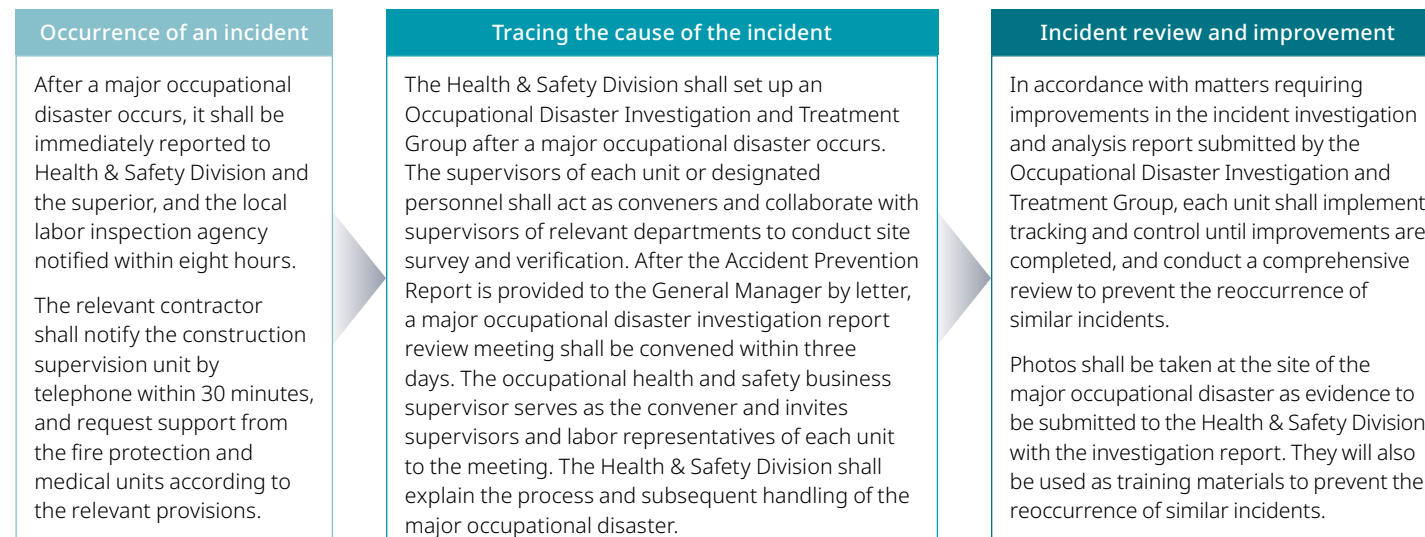 Occurrence of an incident
After a major occupational
disaster occurs, it shall be
immediately reported to
Health & Safety Division and
the superior, and the local
labor inspection agency
notified within eight hours.
The relevant contractor
shall notify the construction
supervision unit by
telephone within 30 minutes,
and request support from
the fire protection and
medical units according to
the relevant provisions.
Tracing the cause of the incident
The Health & Safety Division shall set up an
Occupational Disaster Investigation and Treatment
Group after a major occupational disaster occurs.
The supervisors of each unit or designated
personnel shall act as conveners and collaborate with
supervisors of relevant departments to conduct site
survey and verification. After the Accident Prevention
Report is provided to the General Manager by letter,
a major occupational disaster investigation report
review meeting shall be convened within three
days. The occupational health and safety business
supervisor serves as the convener and invites
supervisors and labor representatives of each unit
to the meeting. The Health & Safety Division shall
explain the process and subsequent handling of the
major occupational disaster.
Incident review and improvement
In accordance with matters requiring
improvements in the incident investigation
and analysis report submitted by the
Occupational Disaster Investigation and
Treatment Group, each unit shall implement
tracking and control until improvements are
completed, and conduct a comprehensive
review to prevent the reoccurrence of
similar incidents.
Photos shall be taken at the site of the
major occupational disaster as evidence to
be submitted to the Health & Safety Division
with the investigation report. They will also
be used as training materials to prevent the
reoccurrence of similar incidents.